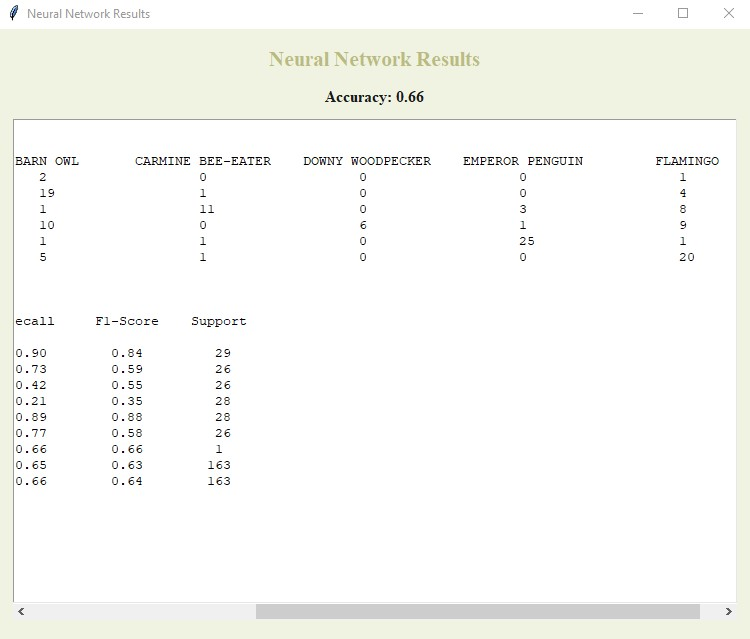 Neural Network Results
Neural Network Results
Accuracy: 0.66
BARN OWL CARMINE BEE-EATER DOWNY WOODPECKER EMPEROR PENGUIN FLAMINGO
2 0 0 0 1
19 1 0 0 4
1 11 0 3 8
10 0 6 1 9
1 1 0 25 1
5 1 0 0 20
ecall F1-Score Support
0.90 0.84 29
0.73 0.59 26
0.42 0.55 26
0.21 0.35 28
0.89 0.88 28
0.77 0.58 26
0.66 0.66 1
0.65 0.63 163
0.66 0.64 163